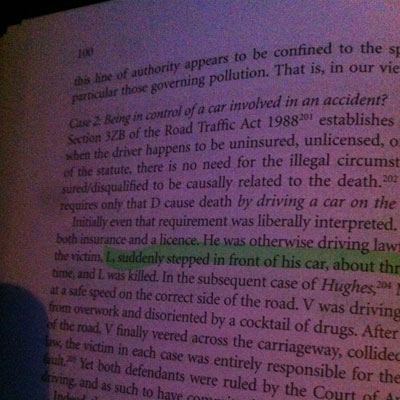 100
this line of authority appears to be confined to the sp
particular those governing pollution. That is, in our vie
Case 2: Being in control of a car involved in an accident?
Section 3ZB of the Road Traffic Act 1988²⁰¹ establishes
when the driver happens to be uninsured, unlicensed, o
of the statute, there is no need for the illegal circumst
sured/disqualified to be causally related to the death.²⁰²
requires only that D cause death by driving a car on the
Initially even that requirement was liberally interpreted.
both insurance and a licence. He was otherwise driving law
the victim, L, suddenly stepped in front of his car, about thr
time, and L was killed. In the subsequent case of Hughes,²⁰⁴
at a safe speed on the correct side of the road. V was driving
from overwork and disoriented by a cocktail of drugs. After
of the road, V finally veered across the carriageway, collided
law, the victim in each case was entirely responsible for the
fault.²⁰⁵ Yet both defendants were ruled by the Court of A
driving, and as such to have